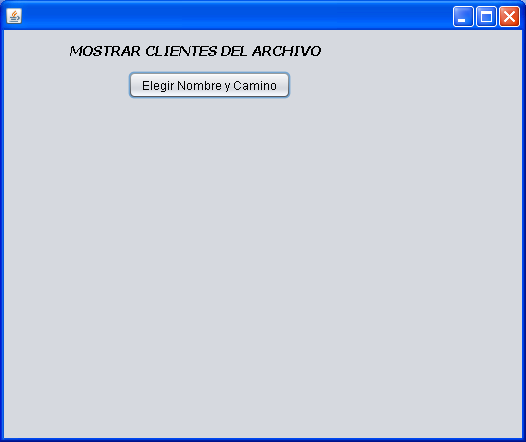 MOSTRAR CLIENTES DEL ARCHIVO
Elegir Nombre y Camino